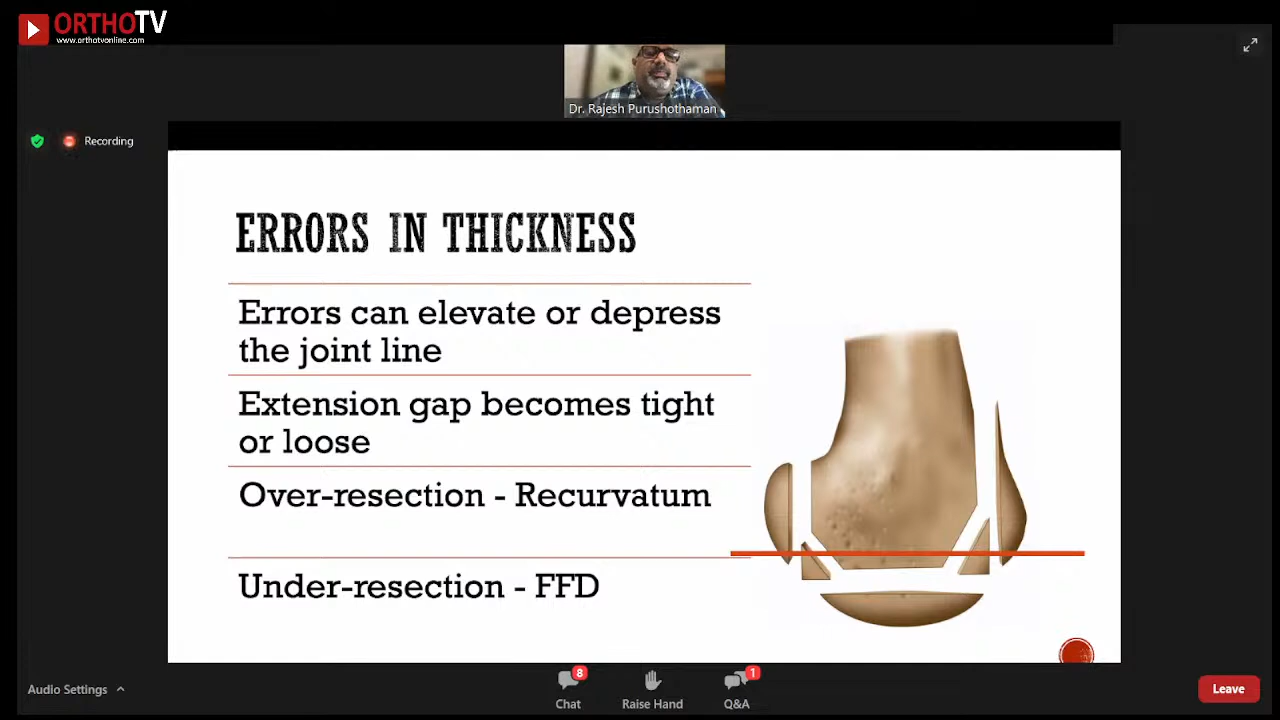 ORTHOTV
www.orthotvonline.com
Dr. Rajesh Purushothaman
Recording
ERRORS IN THICKNESS
Errors can elevate or depress
the joint line
Extension gap becomes tight
or loose
Over-resection - Recurvatum
Under-resection - FFD
Audio Settings
8
Chat
Raise Hand
1
Q&A
Leave